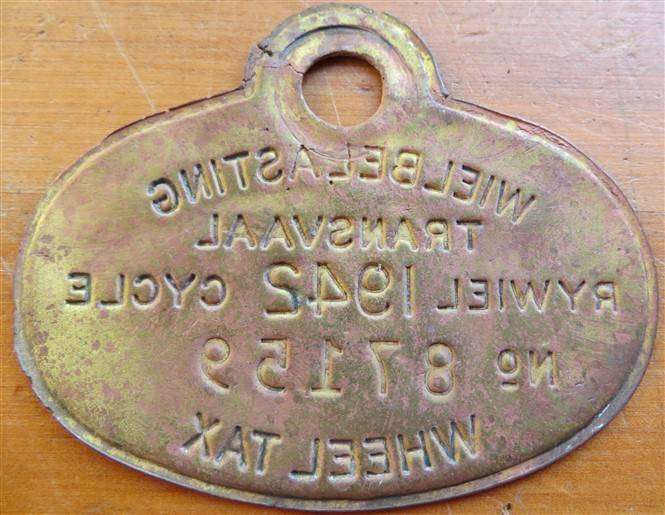 WIELBELASTING
TRANSVAAL
RYWIEL 1942 CYCLE
Nº 87159
WHEEL TAX